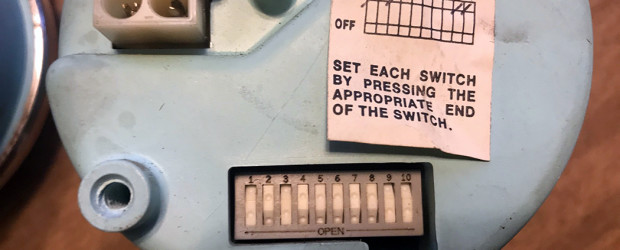 OFF
SET EACH SWITCH
BY PRESSING THE
APPROPRIATE END
OF THE SWITCH.
1 2 3 4 5 6 7 8 9 10
OPEN